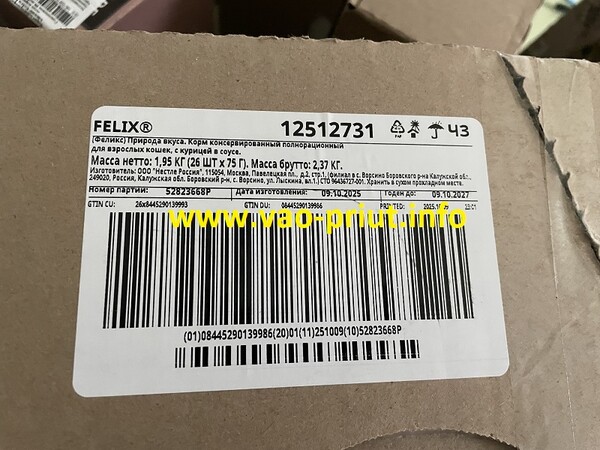 FELIX® 12512731 ЧЗ
(Феликс) Природа вкуса. Корм консервированный полнорационный
для взрослых кошек, с курицей в соусе.
Масса нетто: 1,95 КГ (26 ШТ x 75 Г). Масса брутто: 2,37 КГ.
Изготовитель: ООО "Нестле Россия", 115054, Москва, Павелецкая пл., д.2, стр.1, (филиал в с. Ворсино Боровского р-на Калужской обл.,
249020, Россия, Калужская обл. Боровский р-н, с. Ворсино, ул. Лыскина, вл.1.) СТО 96436727-001. Хранить в сухом прохладном месте.
Номер партии: 52823668P Дата изготовления: 09.10.2025 Годен до: 09.10.2027
www.vao-priut.info
GTIN CU: 26x8445290139993 GTIN DU: 08445290139986 PRINTED:
(01)08445290139986(20)01(11)251009(10)52823668P